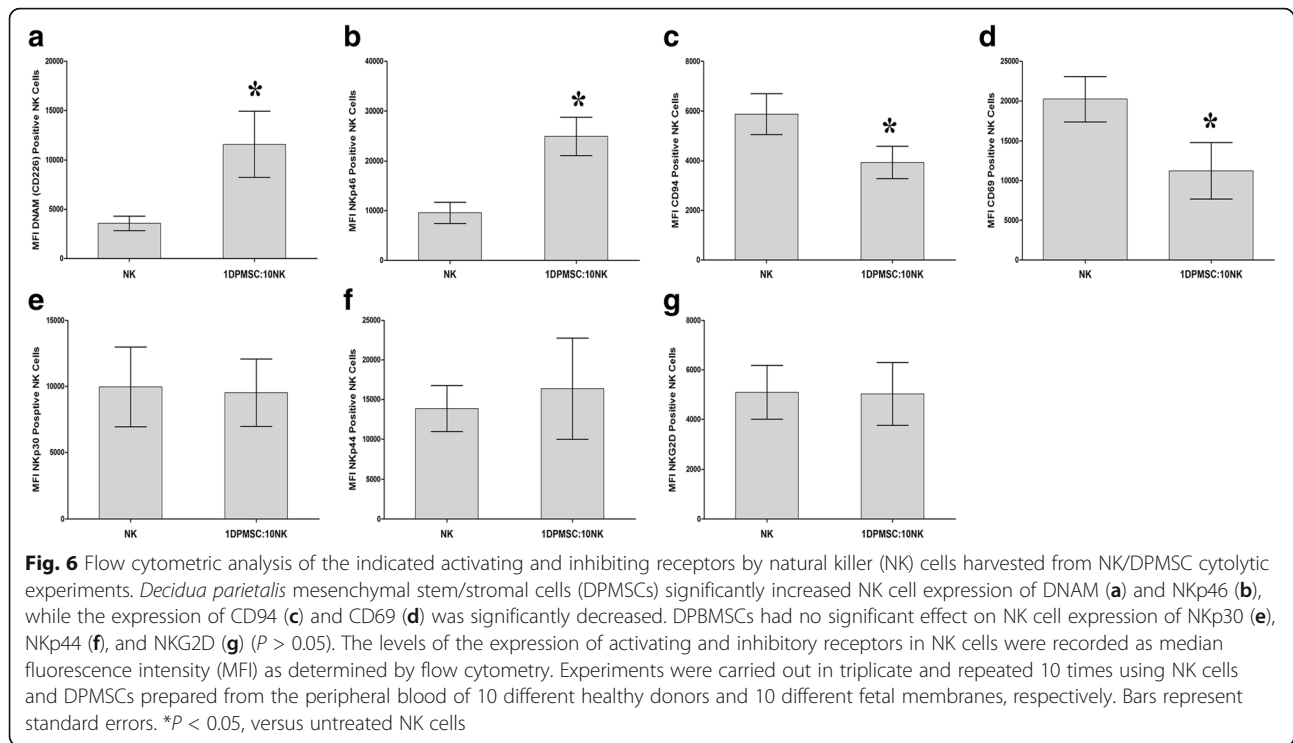 a
b
c
d
20000
15000
10000
5000
0
MFI DNAM (CD226) Positive NK Cells
*
NK
1DPMSC:10NK
40000
30000
20000
10000
0
MFI NKp46 Positive NK Cells
*
NK
1DPMSC:10NK
8000
6000
4000
2000
0
MFI CD94 Positive NK Cells
*
NK
1DPMSC:10NK
25000
20000
15000
10000
5000
0
MFI CD69 Positive NK Cells
*
NK
1DPMSC:10NK
e
f
g
15000
10000
5000
0
MFI NKp30 Posptive NK Cells
NK
1DPMSC:10NK
25000
20000
15000
10000
5000
0
MFI NKp44 Positive NK Cells
NK
1DPMSC:10NK
8000
6000
4000
2000
0
MFI NKG2D Positive NK Cells
NK
1DPMSC:10NK
Fig. 6 Flow cytometric analysis of the indicated activating and inhibiting receptors by natural killer (NK) cells harvested from NK/DPMSC cytolytic
experiments. Decidua parietalis mesenchymal stem/stromal cells (DPMSCs) significantly increased NK cell expression of DNAM (a) and NKp46 (b),
while the expression of CD94 (c) and CD69 (d) was significantly decreased. DPBMSCs had no significant effect on NK cell expression of NKp30 (e),
NKp44 (f), and NKG2D (g) (P > 0.05). The levels of the expression of activating and inhibitory receptors in NK cells were recorded as median
fluorescence intensity (MFI) as determined by flow cytometry. Experiments were carried out in triplicate and repeated 10 times using NK cells
and DPMSCs prepared from the peripheral blood of 10 different healthy donors and 10 different fetal membranes, respectively. Bars represent
standard errors. *P < 0.05, versus untreated NK cells